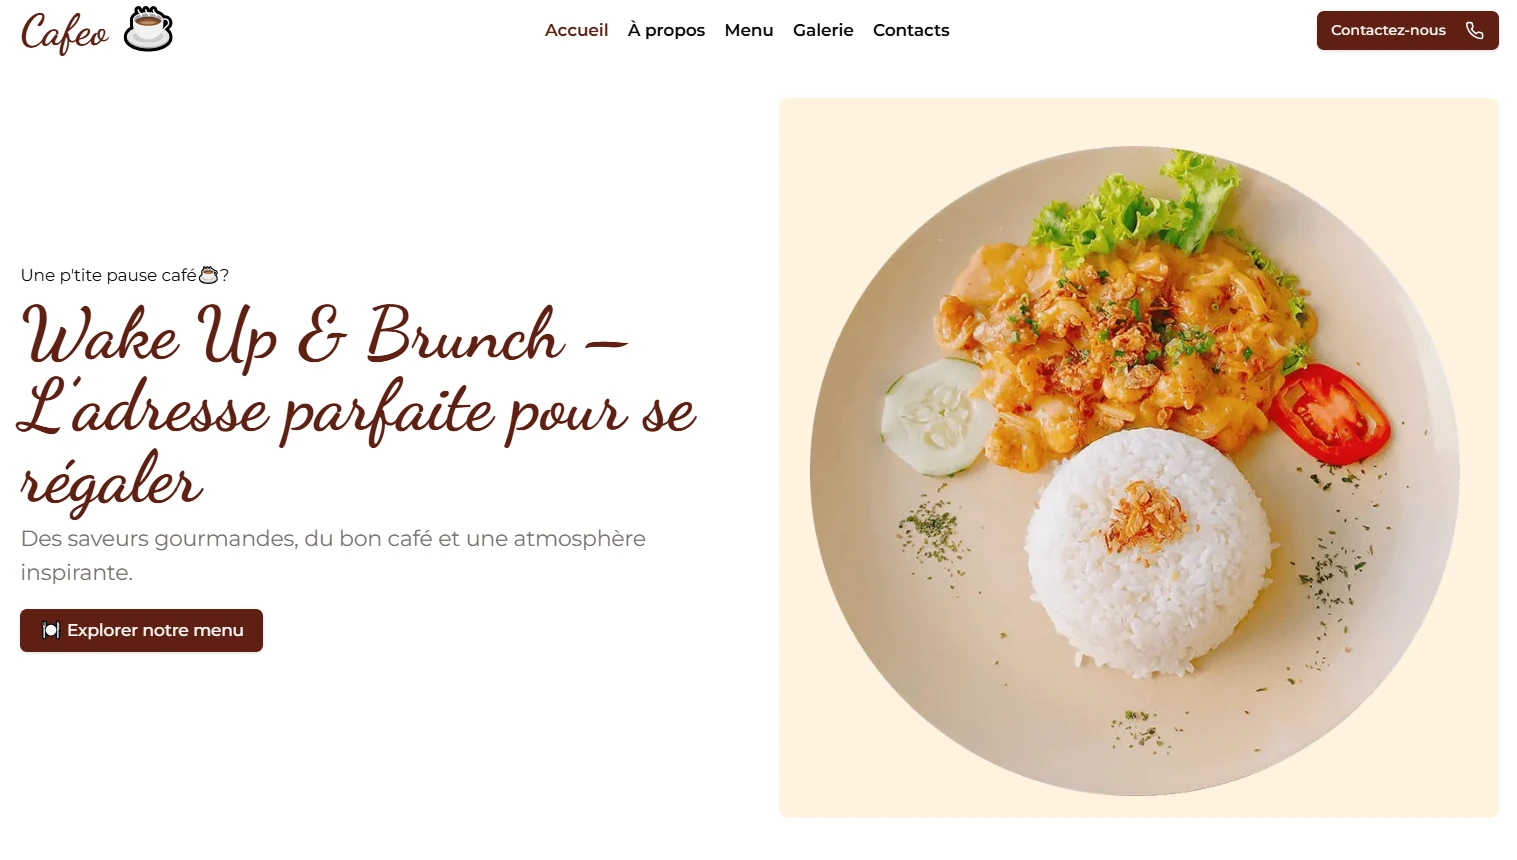 Cafeo
Accueil À propos Menu Galerie Contacts
Contactez-nous
Une p'tite pause café☕?
Wake Up & Brunch –
L’adresse parfaite pour se
régaler
Des saveurs gourmandes, du bon café et une atmosphère
inspirante.
🍽 Explorer notre menu